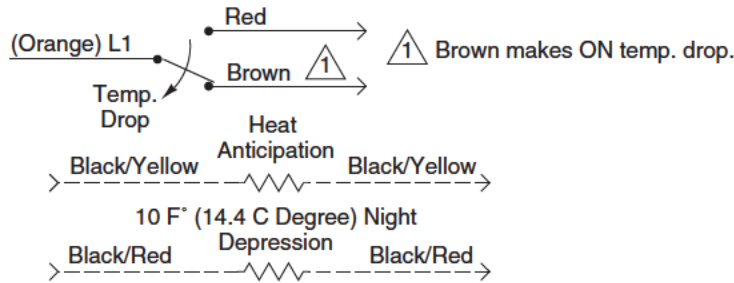 Red
(Orange) L1
1 Brown makes ON temp. drop.
Brown 1
Temp.
Drop
Heat
Anticipation
Black/Yellow Black/Yellow
10 F° (14.4 C Degree) Night
Depression
Black/Red Black/Red